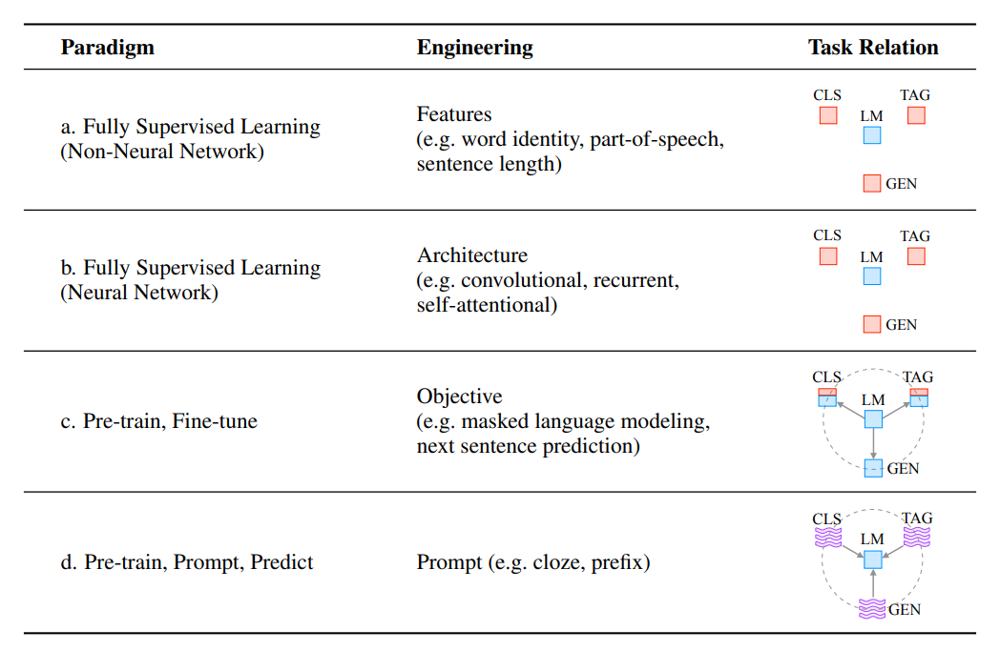 Paradigm Engineering Task Relation
a. Fully Supervised Learning
(Non-Neural Network)
Features
(e.g. word identity, part-of-speech,
sentence length)
CLS TAG
LM
GEN
b. Fully Supervised Learning
(Neural Network)
Architecture
(e.g. convolutional, recurrent,
self-attentional)
CLS TAG
LM
GEN
c. Pre-train, Fine-tune
Objective
(e.g. masked language modeling,
next sentence prediction)
CLS TAG
LM
GEN
d. Pre-train, Prompt, Predict
Prompt (e.g. cloze, prefix)
CLS TAG
LM
GEN